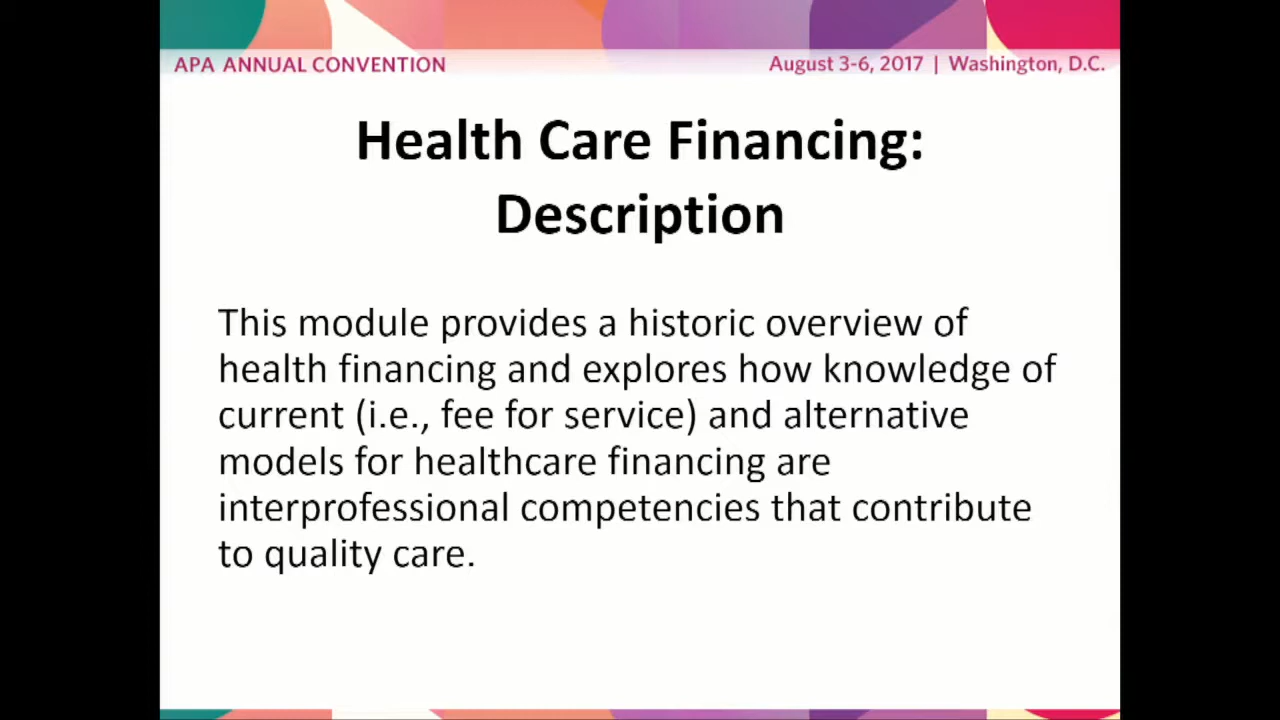 APA ANNUAL CONVENTION
August 3-6, 2017 | Washington, D.C.
Health Care Financing:
Description
This module provides a historic overview of
health financing and explores how knowledge of
current (i.e., fee for service) and alternative
models for healthcare financing are
interprofessional competencies that contribute
to quality care.